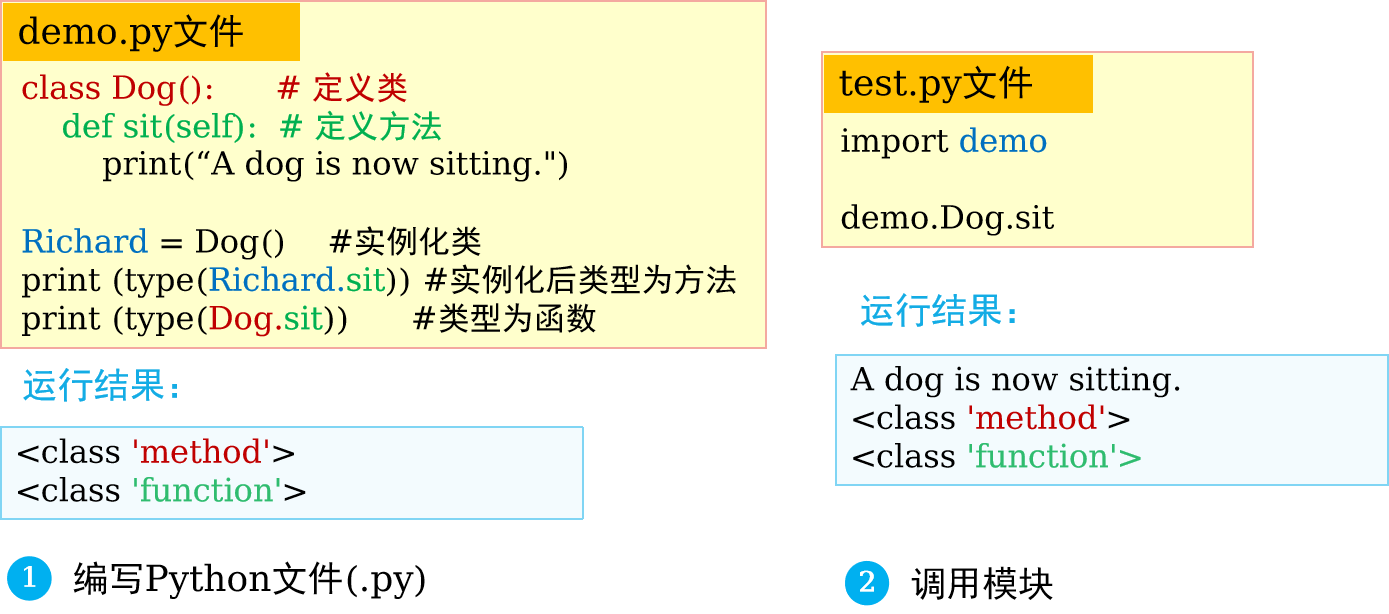 demo.py文件
class Dog(): # 定义类
def sit(self): # 定义方法
print(“A dog is now sitting.")
Richard = Dog() #实例化类
print (type(Richard.sit)) #实例化后类型为方法
print (type(Dog.sit)) #类型为函数
运行结果：
<class 'method'>
<class 'function'>
1 编写Python文件(.py)
test.py文件
import demo
demo.Dog.sit
运行结果：
A dog is now sitting.
<class 'method'>
<class 'function'>
2 调用模块